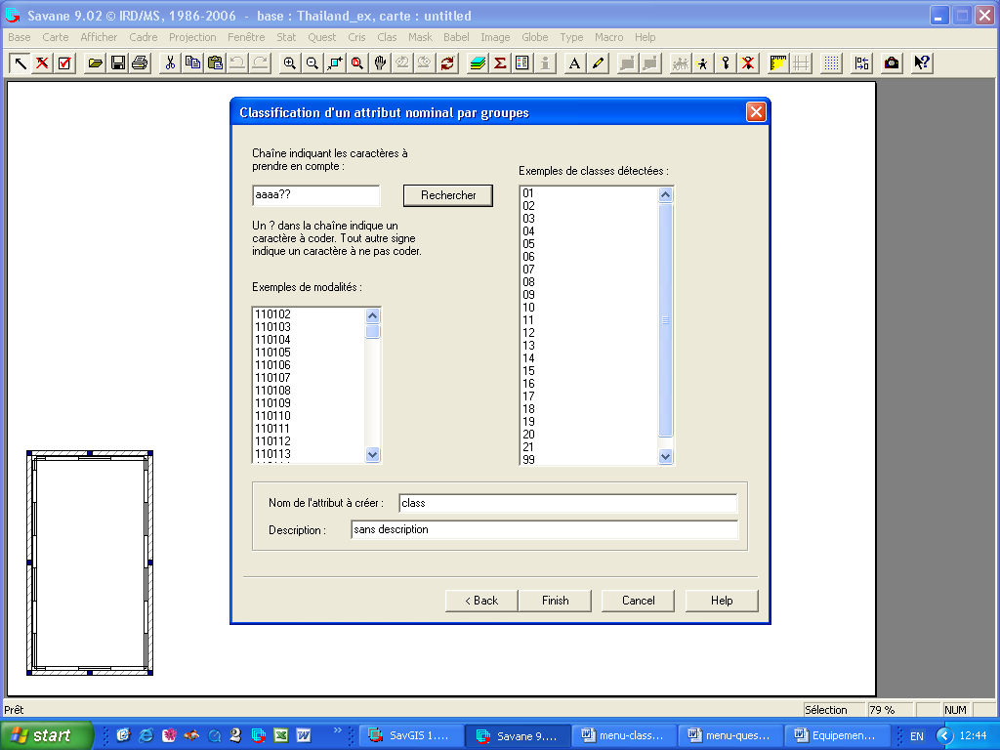 Savane 9.02 © IRD/MS, 1986-2006 - base : Thailand_ex, carte : untitled
Base Carte Afficher Cadre Projection Fenêtre Stat Quest Cris Clas Mask Babel Image Globe Type Macro Help
Classification d'un attribut nominal par groupes
Chaîne indiquant les caractères à
prendre en compte :
aaaa??
Rechercher
Un ? dans la chaîne indique un
caractère à coder. Tout autre signe
indique un caractère à ne pas coder.
Exemples de modalités :
110102
110103
110104
110105
110106
110107
110108
110109
110110
110111
110112
110113
Exemples de classes détectées :
01
02
03
04
05
06
07
08
09
10
11
12
13
14
15
16
17
18
19
20
21
99
Nom de l'attribut à créer : class
Description : sans description
< Back Finish Cancel Help
Prêt Sélection 79 % NUM
start SavGIS 1.... Savane 9.... menu-class... menu-ques... Equipemen... EN 12:44